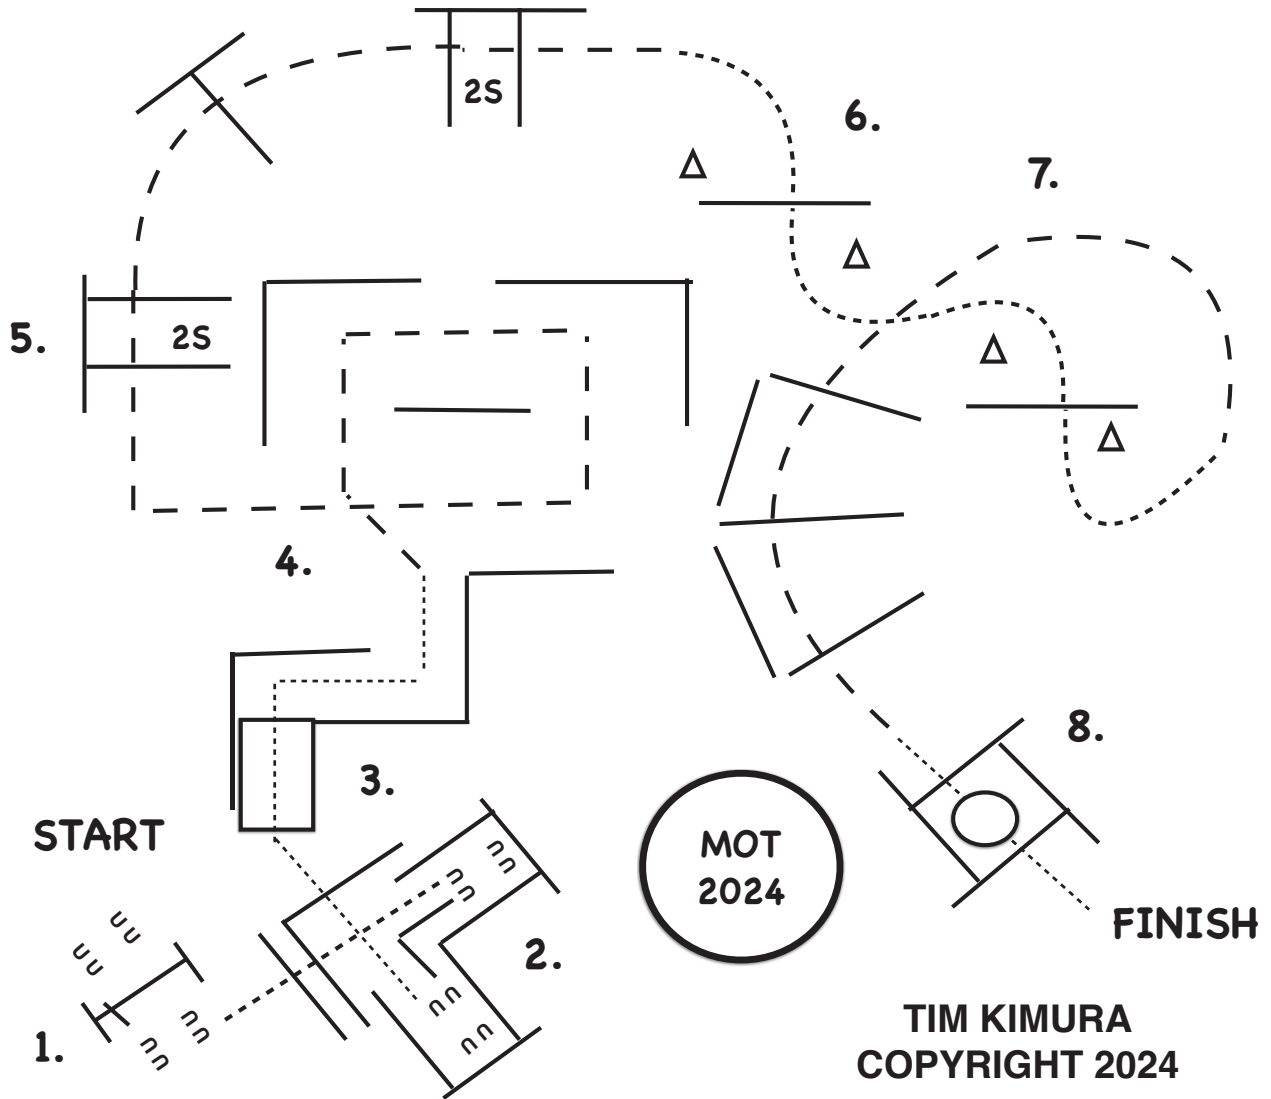 2S
6.
7.
5.
2S
4.
3.
8.
START
MOT
2024
FINISH
2.
1.
TIM KIMURA
COPYRIGHT 2024